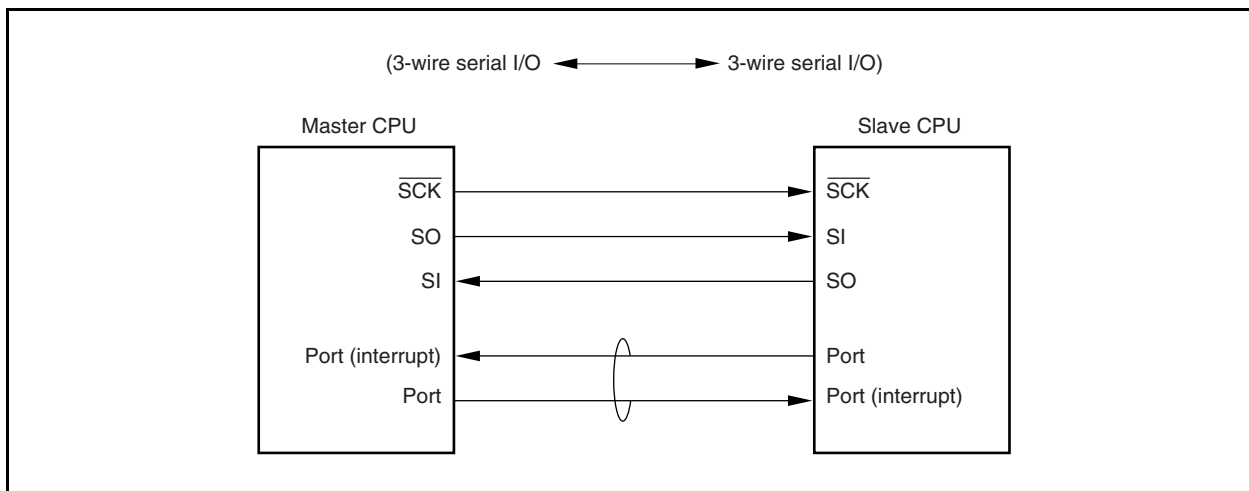 (3-wire serial I/O 3-wire serial I/O)
Master CPU Slave CPU
SCK SCK
SO SI
SI SO
Port (interrupt) Port
Port Port (interrupt)